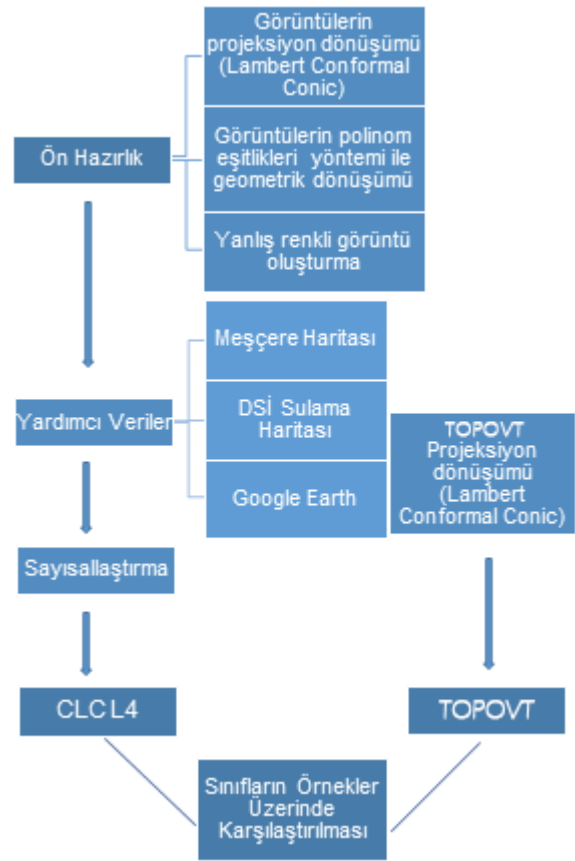 Görüntülerin
projeksiyon dönüşümü
(Lambert Conformal
Conic)
Ön Hazırlık
Görüntülerin polinom
eşitlikleri yöntemi ile
geometrik dönüşümü
Yanlış renkli görüntü
oluşturma
Meşçere Haritası
Yardımcı Veriler
DSİ Sulama
Haritası
Google Earth
TOPOVT
Projeksiyon
dönüşümü
(Lambert
Conformal Conic)
Sayısallaştırma
CLC L4
TOPOVT
Sınıfların Örnekler
Üzerinde
Karşılaştırılması